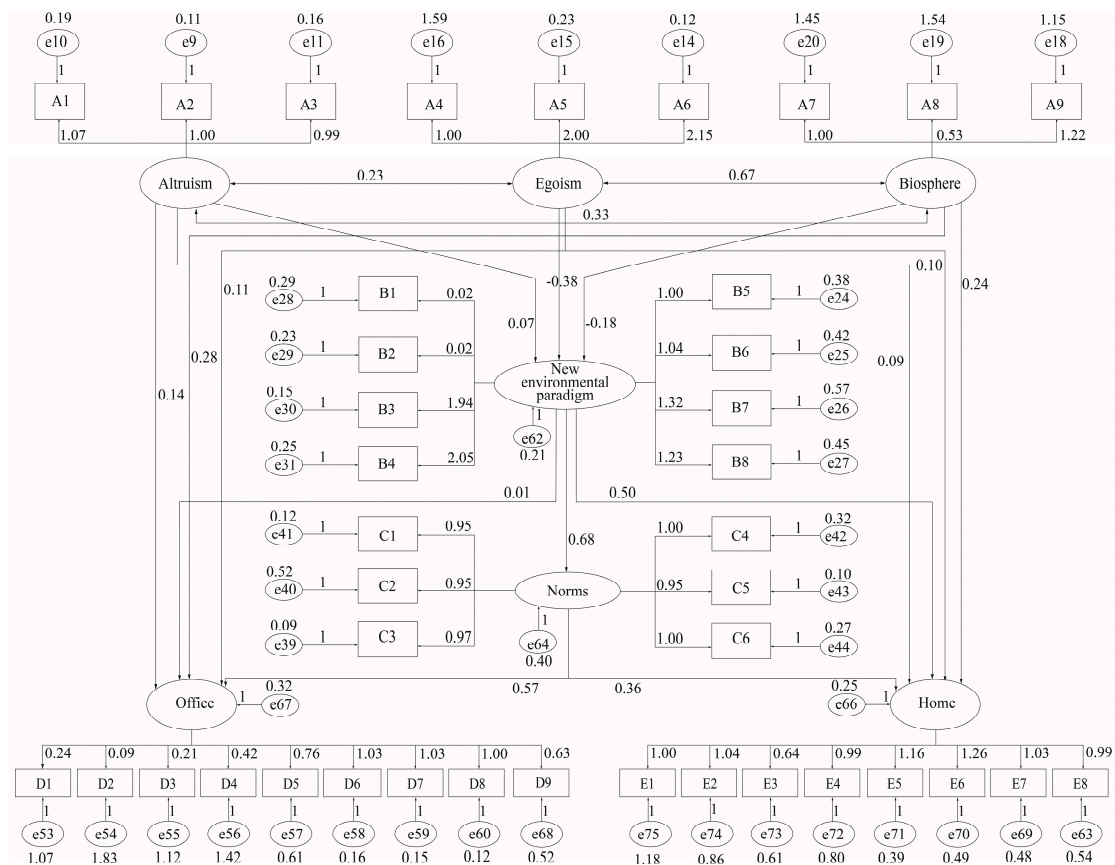 0.19 0.11 0.16 1.59 0.23 0.12 1.45 1.54 1.15
e10 e9 e11 e16 e15 e14 e20 e19 e18
1 1 1 1 1 1 1 1 1
A1 A2 A3 A4 A5 A6 A7 A8 A9
1.07 1.00 0.99 1.00 2.00 2.15 1.00 0.53 1.22
Altruism 0.23 Egoism 0.67 Biosphere
0.33
0.11 -0.38 0.10 0.24
0.29 0.38
e28 1 B1 0.02 1.00 B5 1 e24
0.07 -0.18
0.23 0.42
e29 1 B2 0.02 1.04 B6 1 e25
0.28 0.09
New
environmental
paradigm
0.14
0.15 0.57
e30 1 B3 1.94 1.32 B7 1 e26
1
e62
0.21
0.25 0.45
e31 1 B4 2.05 1.23 B8 1 e27
0.01 0.50
0.12 0.32
e41 1 C1 0.95 0.68 1.00 C4 1 e42
0.52 0.10
e40 1 C2 0.95 Norms 0.95 C5 1 e43
0.09 0.27
e39 1 C3 0.97 1.00 C6 1 e44
1
e64
0.40
0.57 0.36
Office 1 0.32 e67 0.25 e66 1 Home
0.24 0.09 0.21 0.42 0.76 1.03 1.03 1.00 0.63 1.00 1.04 0.64 0.99 1.16 1.26 1.03 0.99
D1 D2 D3 D4 D5 D6 D7 D8 D9 E1 E2 E3 E4 E5 E6 E7 E8
1 1 1 1 1 1 1 1 1 1 1 1 1 1 1 1 1
e53 e54 e55 e56 e57 e58 e59 e60 e68 e75 e74 e73 e72 e71 e70 e69 e63
1.07 1.83 1.12 1.42 0.61 0.16 0.15 0.12 0.52 1.18 0.86 0.61 0.80 0.39 0.49 0.48 0.54